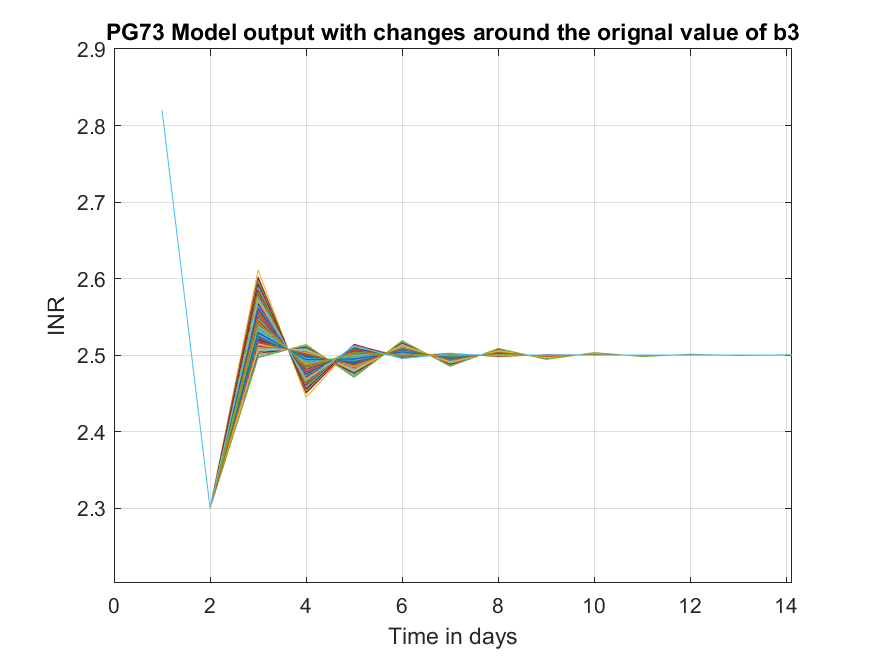 PG73 Model output with changes around the orignal value of b3
2.9
2.8
2.7
2.6
2.5
2.4
2.3
INR
0 2 4 6 8 10 12 14
Time in days